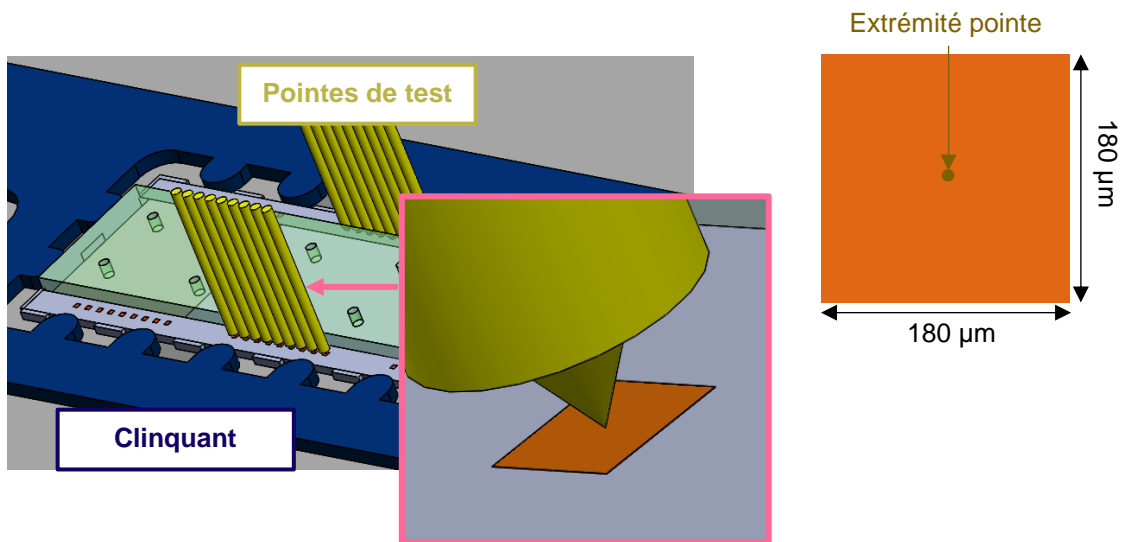 Extrémité pointe
Pointes de test
180 µm
180 µm
Clinquant